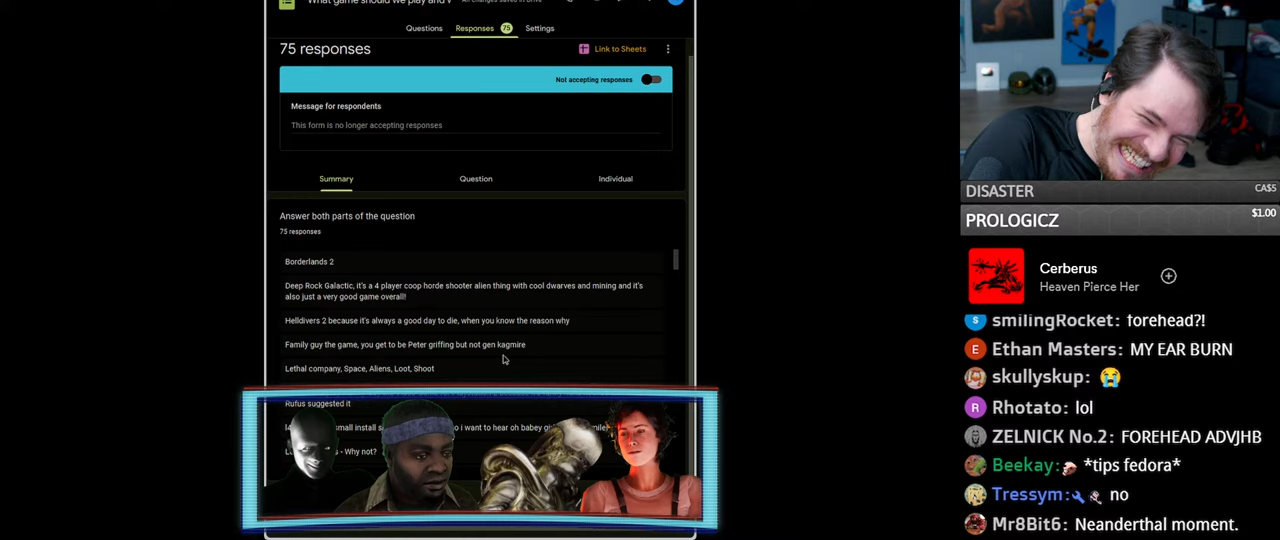 What game should we play and
Questions
Responses 75
Settings
75 responses
Link to Sheets
Not accepting responses
Message for respondents
This form is no longer accepting responses
Summary
Question
Individual
Answer both parts of the question
75 responses
Borderlands 2
Deep Rock Galactic, it's a 4 player coop horde shooter alien thing with cool dwarves and mining and it's
also just a very good game overall!
Helldivers 2 because it's always a good day to die, when you know the reason why
Family guy the game, you get to be Peter griffing but not gen kagmire
Lethal company, Space, Aliens, Loot, Shoot
Rufus suggested it
small install
i want to hear oh babey
- Why not?
DISASTER
CA$5
PROLOGICZ
$1.00
Cerberus
Heaven Pierce Her
smilingRocket: forehead?!
Ethan Masters: MY EAR BURN
skullyskup: 😭
Rhotato: lol
ZELNICK No.2: FOREHEAD ADVJHB
Beekay: *tips fedora*
Tressym: no
Mr8Bit6: Neanderthal moment.